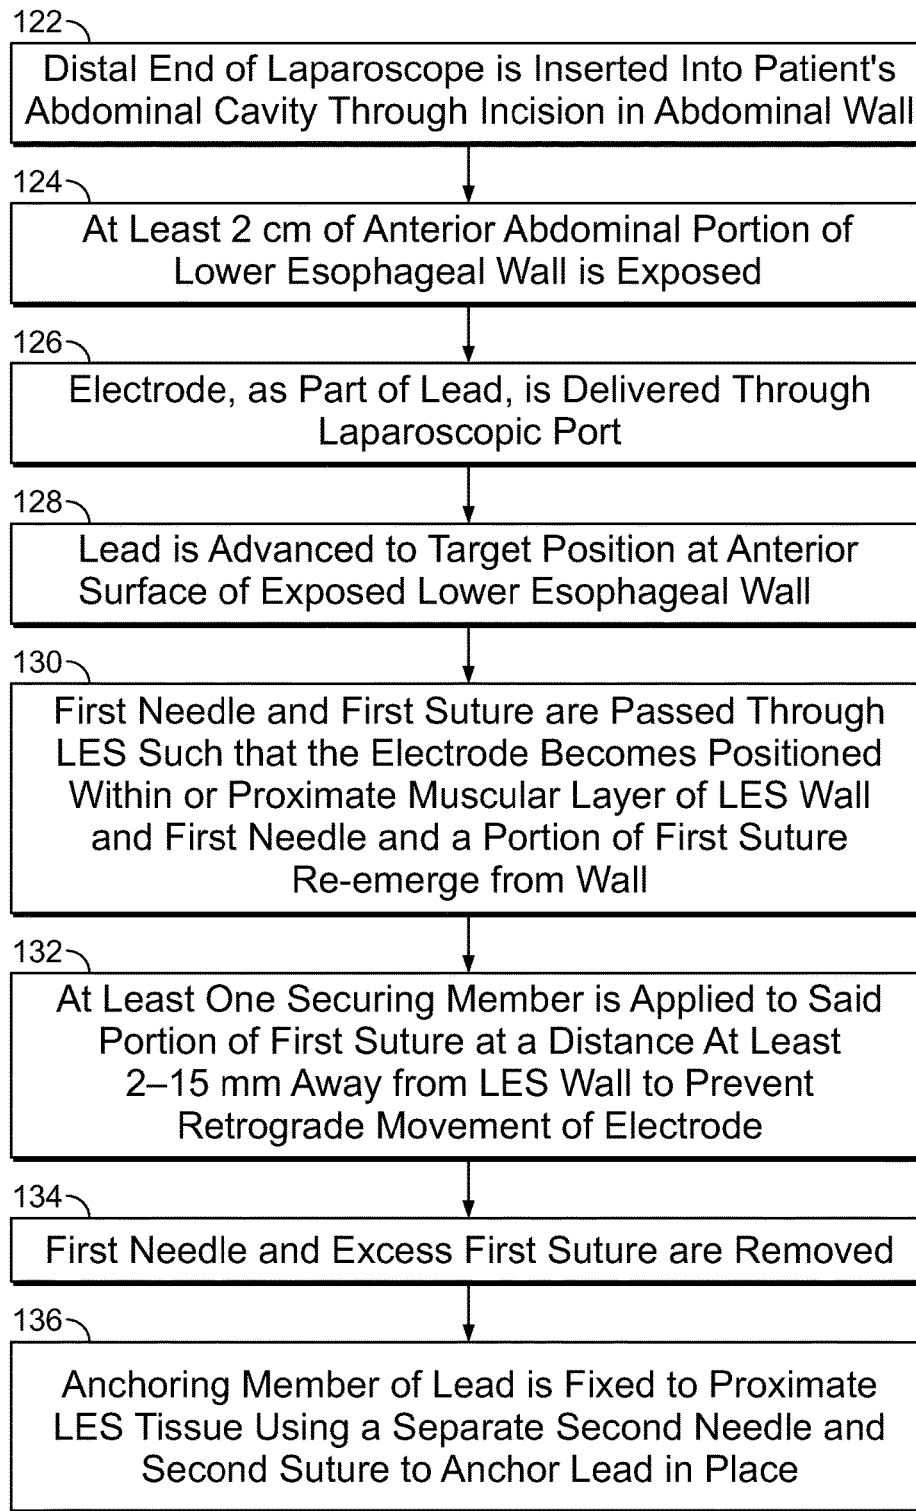 122
Distal End of Laparoscope is Inserted Into Patient's
Abdominal Cavity Through Incision in Abdominal Wall
124
At Least 2 cm of Anterior Abdominal Portion of
Lower Esophageal Wall is Exposed
126
Electrode, as Part of Lead, is Delivered Through
Laparoscopic Port
128
Lead is Advanced to Target Position at Anterior
Surface of Exposed Lower Esophageal Wall
130
First Needle and First Suture are Passed Through
LES Such that the Electrode Becomes Positioned
Within or Proximate Muscular Layer of LES Wall
and First Needle and a Portion of First Suture
Re-emerge from Wall
132
At Least One Securing Member is Applied to Said
Portion of First Suture at a Distance At Least
2–15 mm Away from LES Wall to Prevent
Retrograde Movement of Electrode
134
First Needle and Excess First Suture are Removed
136
Anchoring Member of Lead is Fixed to Proximate
LES Tissue Using a Separate Second Needle and
Second Suture to Anchor Lead in Place